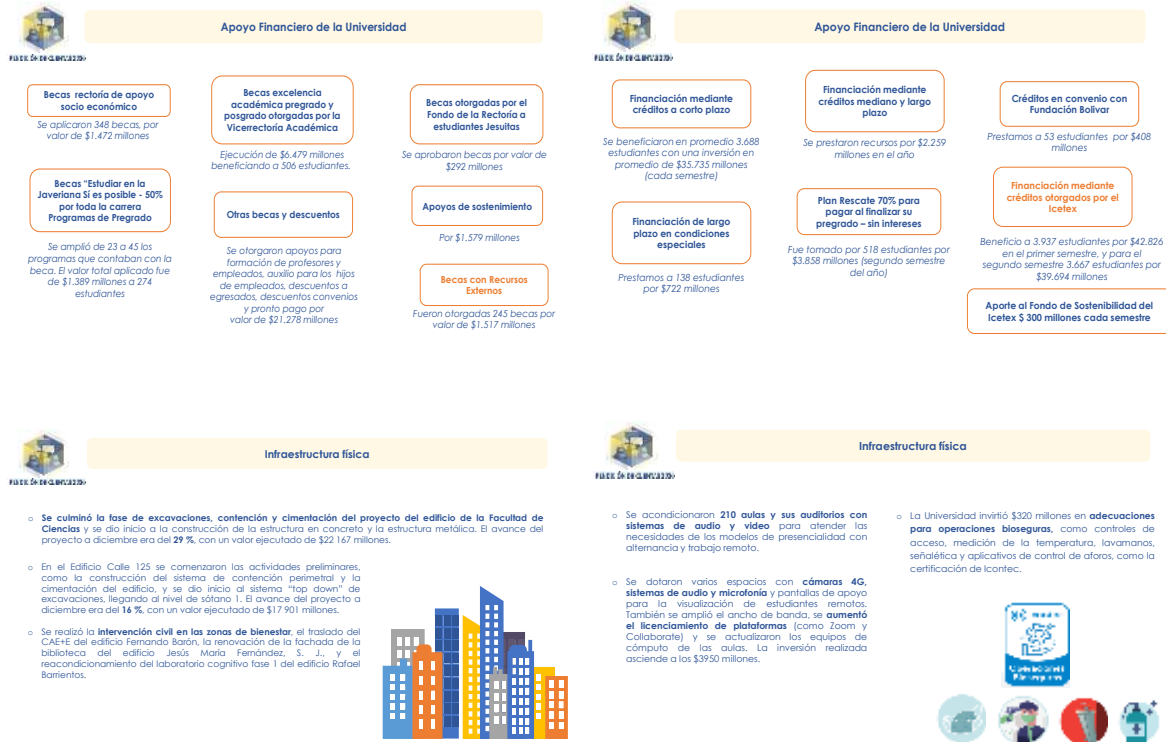 Apoyo Financiero de la Universidad
Becas rectoría de apoyo
socio económico
Se aplicaron 348 becas, por
valor de $1.472 millones
Becas excelencia
académica pregrado y
posgrado otorgadas por la
Vicerrectoría Académica
Ejecución de $6.479 millones
beneficiando a 506 estudiantes.
Becas otorgadas por el
Fondo de la Rectoría a
estudiantes Jesuitas
Se aprobaron becas por valor de
$292 millones
Becas “Estudiar en la
Javeriana Sí es posible - 50%
por toda la carrera
Programas de Pregrado
Se amplió de 23 a 45 los
programas que contaban con la
beca. El valor total aplicado fue
de $1.389 millones a 274
estudiantes
Otras becas y descuentos
Se otorgaron apoyos para
formación de profesores y
empleados, auxilio para los hijos
de empleados, descuentos a
egresados, descuentos convenios
y pronto pago por
valor de $21.278 millones
Apoyos de sostenimiento
Por $1.579 millones
Becas con Recursos
Externos
Fueron otorgadas 245 becas por
valor de $1.517 millones
Apoyo Financiero de la Universidad
Financiación mediante
créditos a corto plazo
Se beneficiaron en promedio 3.688
estudiantes con una inversión en
promedio de $35.735 millones
(cada semestre)
Financiación mediante
créditos mediano y largo
plazo
Se prestaron recursos por $2.259
millones en el año
Créditos en convenio con
Fundación Bolivar
Prestamos a 53 estudiantes por $408
millones
Financiación de largo
plazo en condiciones
especiales
Prestamos a 138 estudiantes
por $722 millones
Plan Rescate 70% para
pagar al finalizar su
pregrado – sin intereses
Fue tomado por 518 estudiantes por
$3.858 millones (segundo semestre
del año)
Financiación mediante
créditos otorgados por el
Icetex
Beneficio a 3.937 estudiantes por $42.826
en el primer semestre, y para el
segundo semestre 3.667 estudiantes por
$39.694 millones
Aporte al Fondo de Sostenibilidad del
Icetex $ 300 millones cada semestre
Infraestructura física
o Se culminó la fase de excavaciones, contención y cimentación del proyecto del edificio de la Facultad de
Ciencias y se dio inicio a la construcción de la estructura en concreto y la estructura metálica. El avance del
proyecto a diciembre era del 29 %, con un valor ejecutado de $22 167 millones.
o En el Edificio Calle 125 se comenzaron las actividades preliminares,
como la construcción del sistema de contención perimetral y la
cimentación del edificio, y se dio inicio al sistema “top down” de
excavaciones, llegando al nivel de sótano 1. El avance del proyecto a
diciembre era del 16 %, con un valor ejecutado de $17 901 millones.
o Se realizó la intervención civil en las zonas de bienestar, el traslado del
CAE+E del edificio Fernando Barón, la renovación de la fachada de la
biblioteca del edificio Jesús María Fernández, S. J., y el
reacondicionamiento del laboratorio cognitivo fase 1 del edificio Rafael
Barrientos.
Infraestructura física
o Se acondicionaron 210 aulas y sus auditorios con
sistemas de audio y video para atender las
necesidades de los modelos de presencialidad con
alternancia y trabajo remoto.
o Se dotaron varios espacios con cámaras 4G,
sistemas de audio y microfonía y pantallas de apoyo
para la visualización de estudiantes remotos.
También se amplió el ancho de banda, se aumentó
el licenciamiento de plataformas (como Zoom y
Collaborate) y se actualizaron los equipos de
cómputo de las aulas. La inversión realizada
asciende a los $3950 millones.
o La Universidad invirtió $320 millones en adecuaciones
para operaciones bioseguras, como controles de
acceso, medición de la temperatura, lavamanos,
señalética y aplicativos de control de aforos, como la
certificación de Icontec.